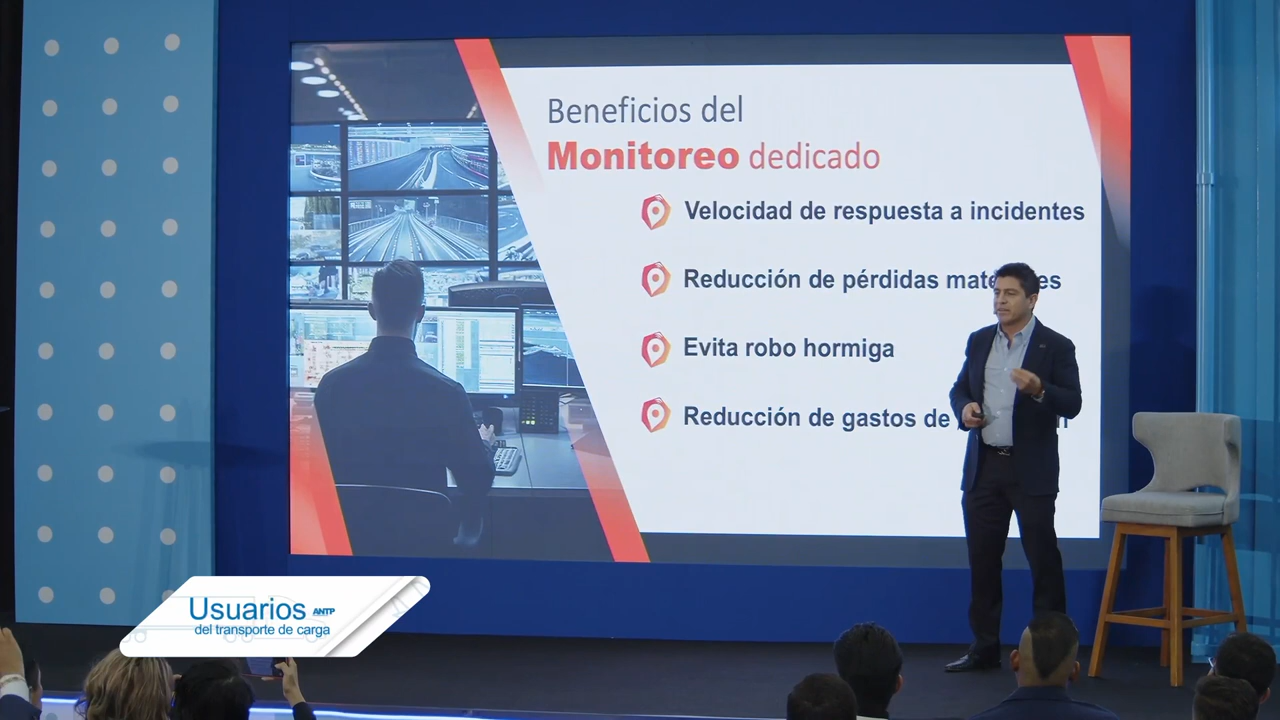 Beneficios del
Monitoreo dedicado
Velocidad de respuesta a incidentes
Reducción de pérdidas
Evita robo hormiga
Reducción de gastos de
Usuarios ANTP
del transporte de carga